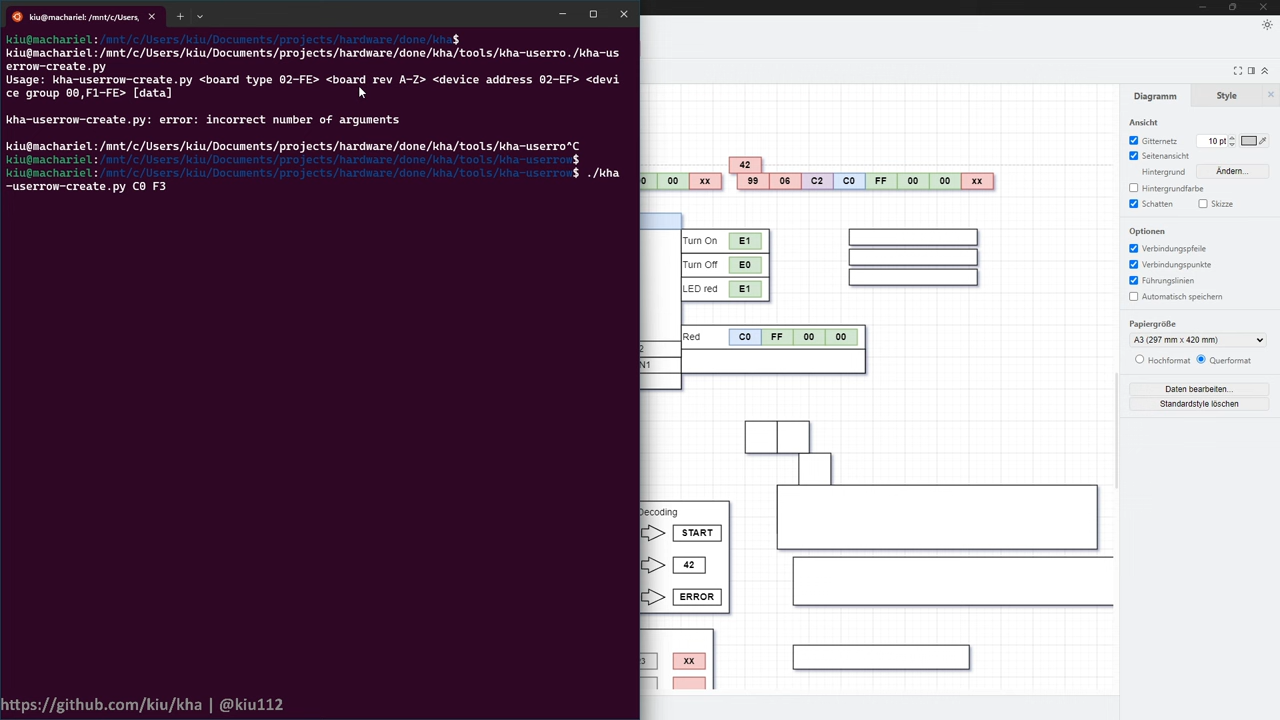 kiu@machariel: /mnt/c/Users,
kiu@machariel:/mnt/c/Users/kiu/Documents/projects/hardware/done/kha$
kiu@machariel:/mnt/c/Users/kiu/Documents/projects/hardware/done/kha/tools/kha-userro./kha-us
errow-create.py
Usage: kha-userrow-create.py <board type 02-FE> <board rev A-Z> <device address 02-EF> <devi
ce group 00,F1-FE> [data]
kha-userrow-create.py: error: incorrect number of arguments
kiu@machariel:/mnt/c/Users/kiu/Documents/projects/hardware/done/kha/tools/kha-userro^C
kiu@machariel:/mnt/c/Users/kiu/Documents/projects/hardware/done/kha/tools/kha-userrow$
kiu@machariel:/mnt/c/Users/kiu/Documents/projects/hardware/done/kha/tools/kha-userrow$ ./kha
-userrow-create.py C0 F3
42
0 00 xx 99 06 C2 C0 FF 00 00 xx
Turn On E1
Turn Off E0
LED red E1
Red C0 FF 00 00
2
N1
Decoding
START
42
ERROR
23 XX
Diagramm Style
Ansicht
Gitternetz 10 pt
Seitenansicht
Hintergrund Ändern...
Hintergrundfarbe
Schatten Skizze
Optionen
Verbindungspfeile
Verbindungspunkte
Führungslinien
Automatisch speichern
Papiergröße
A3 (297 mm x 420 mm)
Hochformat Querformat
Daten bearbeiten...
Standardstyle löschen
https://github.com/kiu/kha | @kiu112